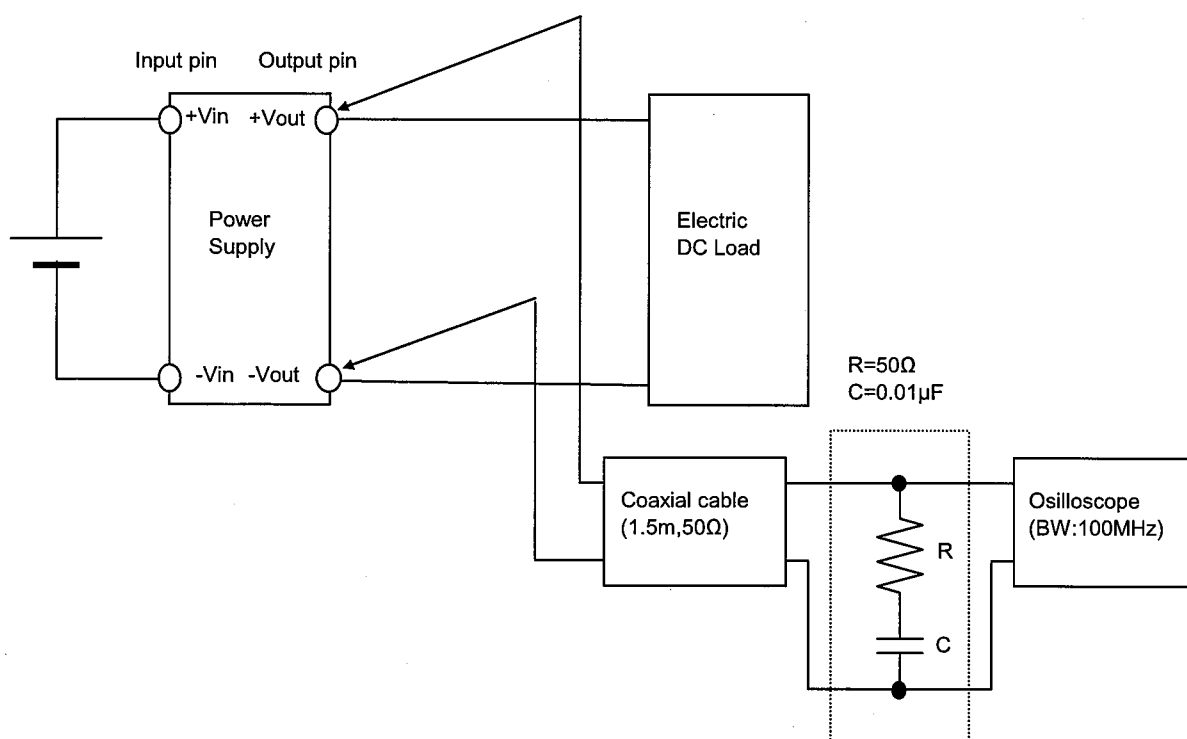 Input pin
Output pin
+Vin
+Vout
Power
Supply
-Vin
-Vout
Electric
DC Load
R=50Ω
C=0.01µF
Coaxial cable
(1.5m,50Ω)
R
C
Osilloscope
(BW:100MHz)